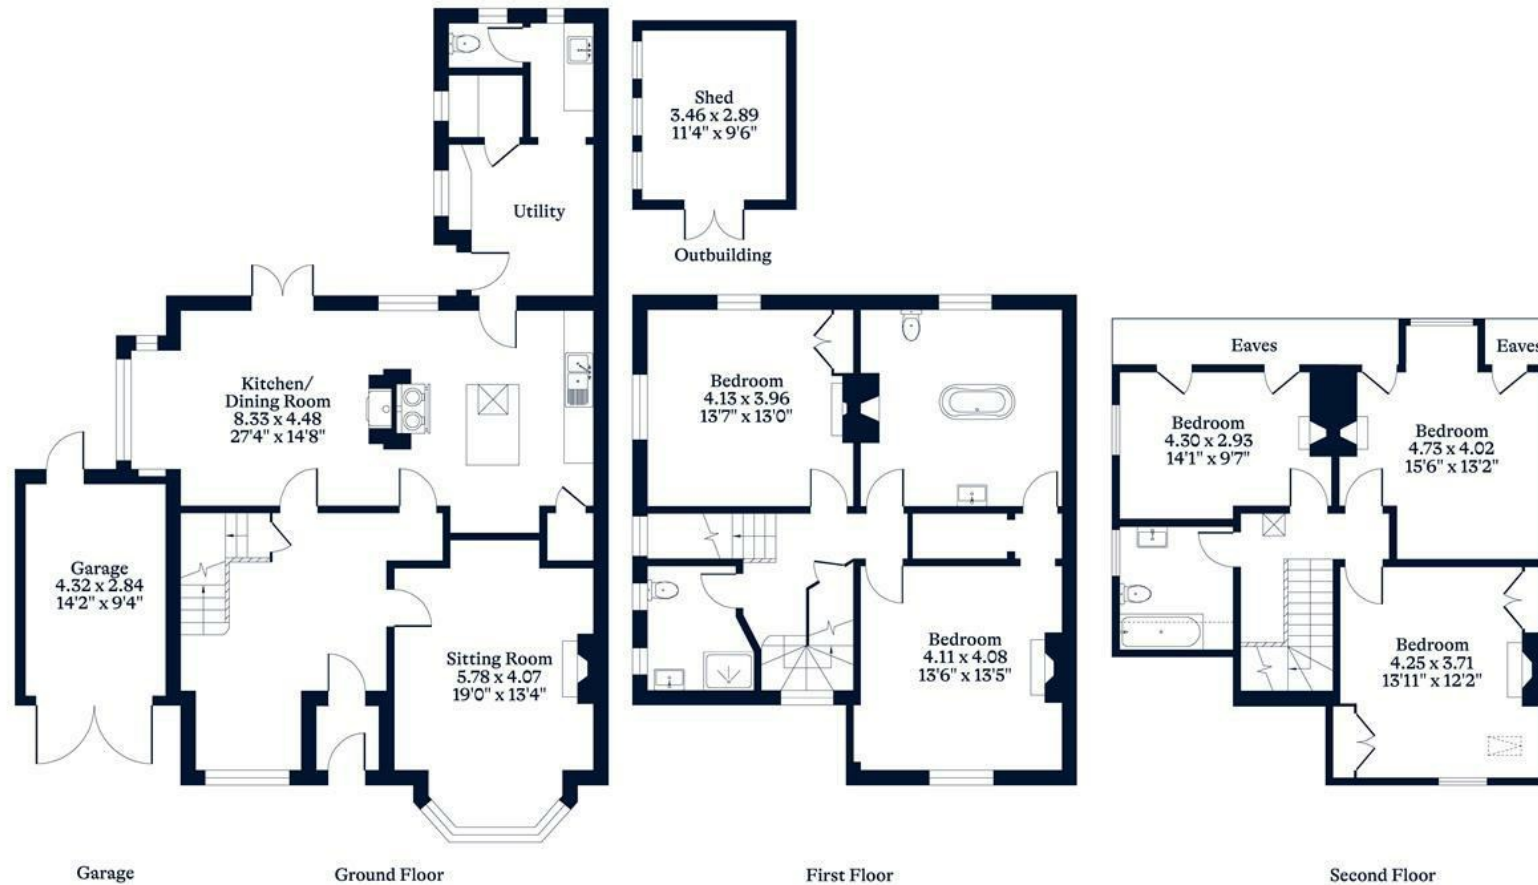 Shed
3.46 x 2.89
11'4" x 9'6"
Outbuilding
Utility
Kitchen/
Dining Room
8.33 x 4.48
27'4" x 14'8"
Garage
4.32 x 2.84
14'2" x 9'4"
Sitting Room
5.78 x 4.07
19'0" x 13'4"
Bedroom
4.13 x 3.96
13'7" x 13'0"
Bedroom
4.11 x 4.08
13'6" x 13'5"
Eaves
Eaves
Bedroom
4.30 x 2.93
14'1" x 9'7"
Bedroom
4.73 x 4.02
15'6" x 13'2"
Bedroom
4.25 x 3.71
13'11" x 12'2"
Garage
Ground Floor
First Floor
Second Floor